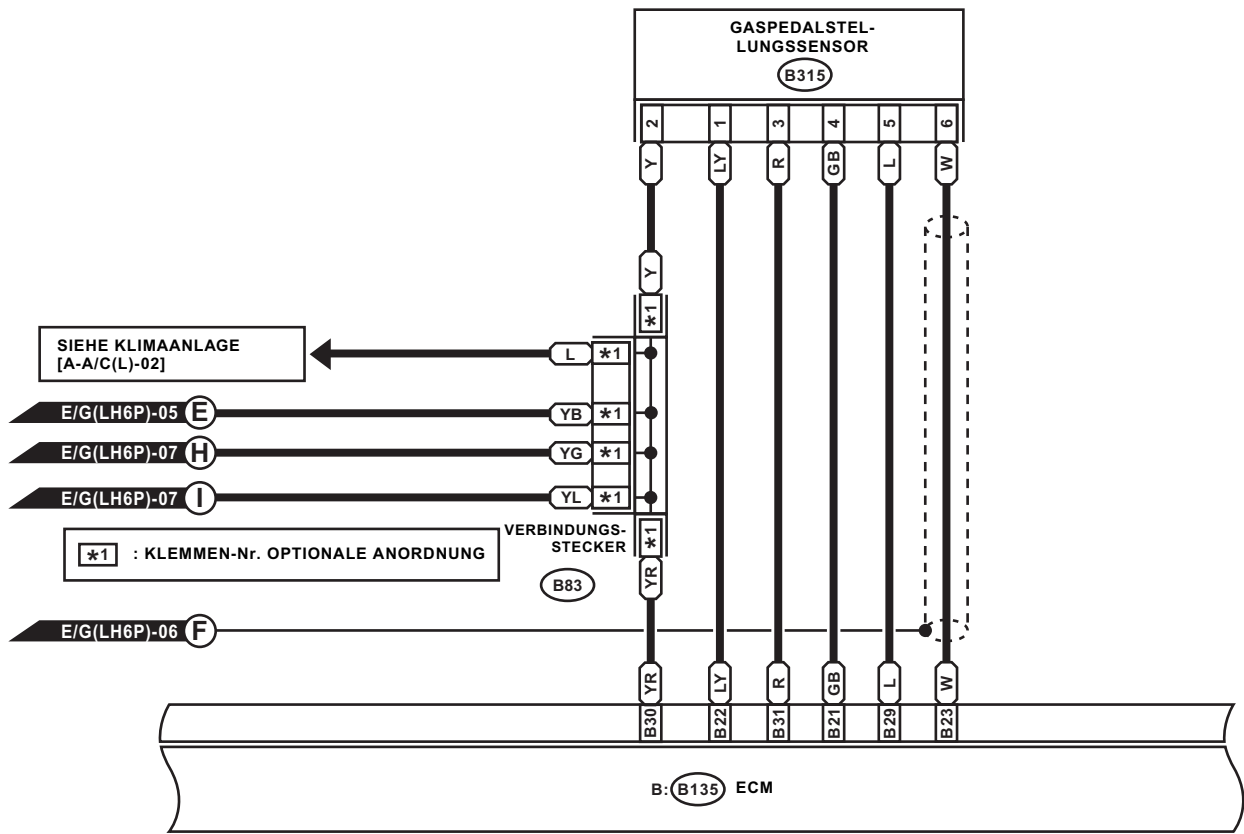 GASPEDALSTEL-
LUNGSSENSOR
B315
2 1 3 4 5 6
Y LY R GB L W
Y
*1
SIEHE KLIMAANLAGE
[A-A/C(L)-02]
L *1
E/G(LH6P)-05 E YB *1
E/G(LH6P)-07 H YG *1
E/G(LH6P)-07 I YL *1
*1 : KLEMMEN-Nr. OPTIONALE ANORDNUNG
VERBINDUNGS-
STECKER
*1
B83
YR
E/G(LH6P)-06 F
YR LY R GB L W
B30 B22 B31 B21 B29 B23
B: B135 ECM